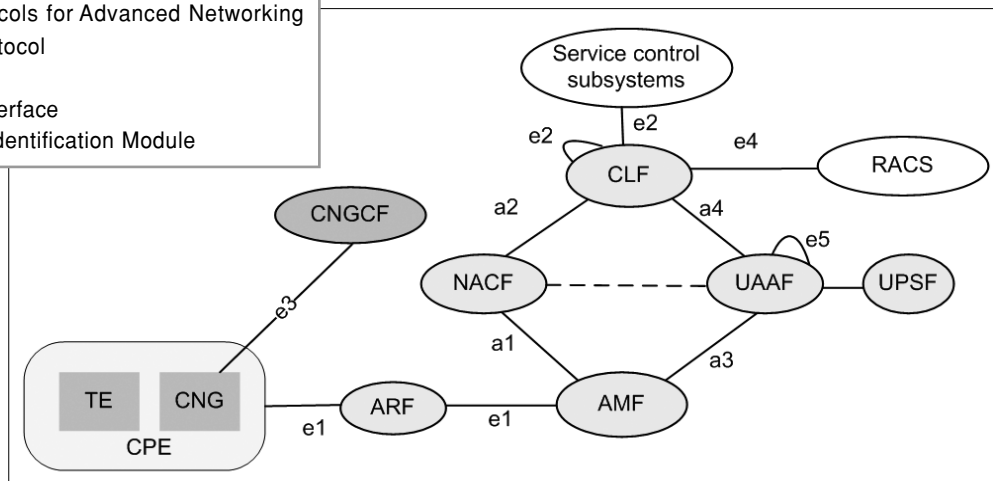 cols for Advanced Networking
tocol
erface
dentification Module
Service control
subsystems
e2
e2
e4
CLF
RACS
CNGCF
a2
a4
e5
NACF
UAAF
UPSF
e3
a1
a3
TE
CNG
ARF
AMF
CPE
e1
e1